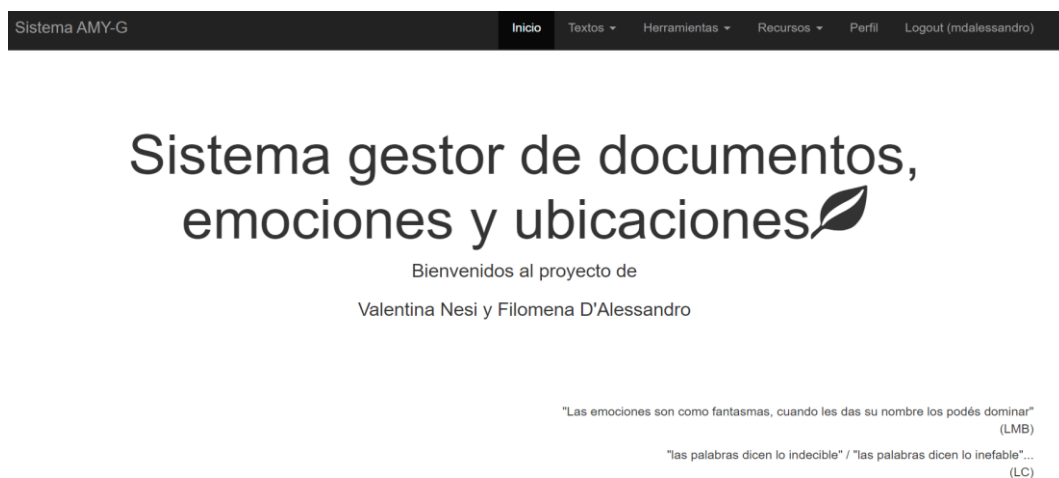 Sistema AMY-G Inicio Textos Herramientas Recursos Perfil Logout (mdalessandro)
Sistema gestor de documentos,
emociones y ubicaciones
Bienvenidos al proyecto de
Valentina Nesi y Filomena D'Alessandro
"Las emociones son como fantasmas, cuando les das su nombre los podés dominar"
(LMB)
"las palabras dicen lo indecible" / "las palabras dicen lo inefable"...
(LC)